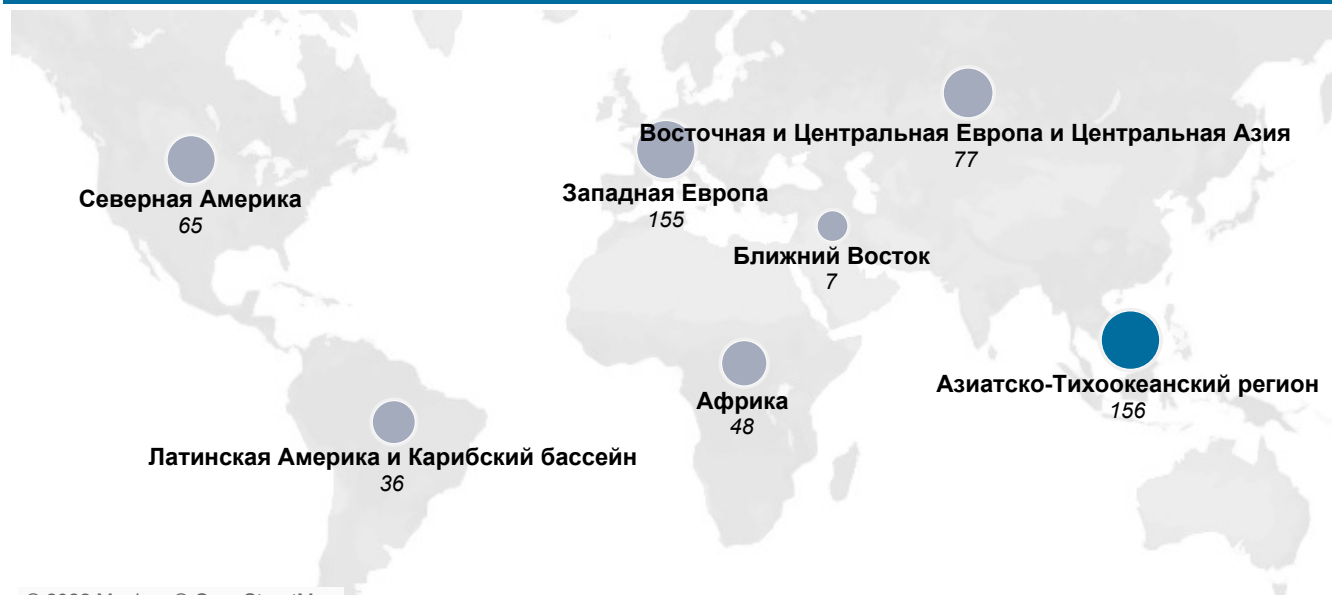 Восточная и Центральная Европа и Центральная Азия
77
Северная Америка
65
Западная Европа
155
Ближний Восток
7
Азиатско-Тихоокеанский регион
156
Африка
48
Латинская Америка и Карибский бассейн
36